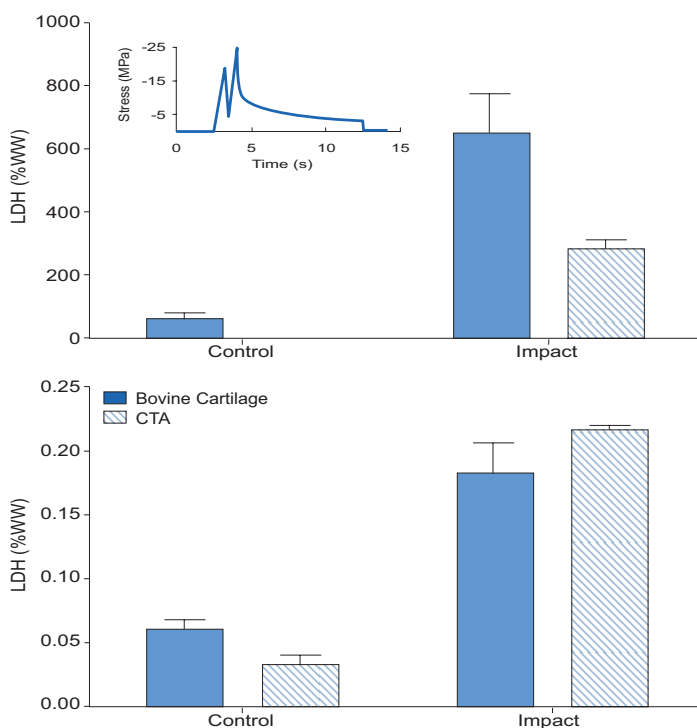 1000
800
600
400
200
0
LDH (%WW)
-25
-15
-5
Stress (MPa)
0 5 10 15
Time (s)
Control Impact
0.25
0.20
0.15
0.10
0.05
0.00
LDH (%WW)
Bovine Cartilage
CTA
Control Impact